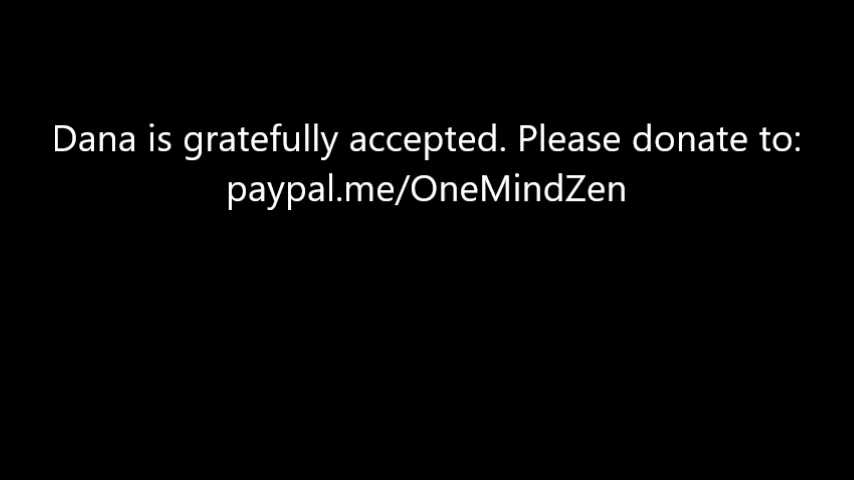 Dana is gratefully accepted. Please donate to:
paypal.me/OneMindZen